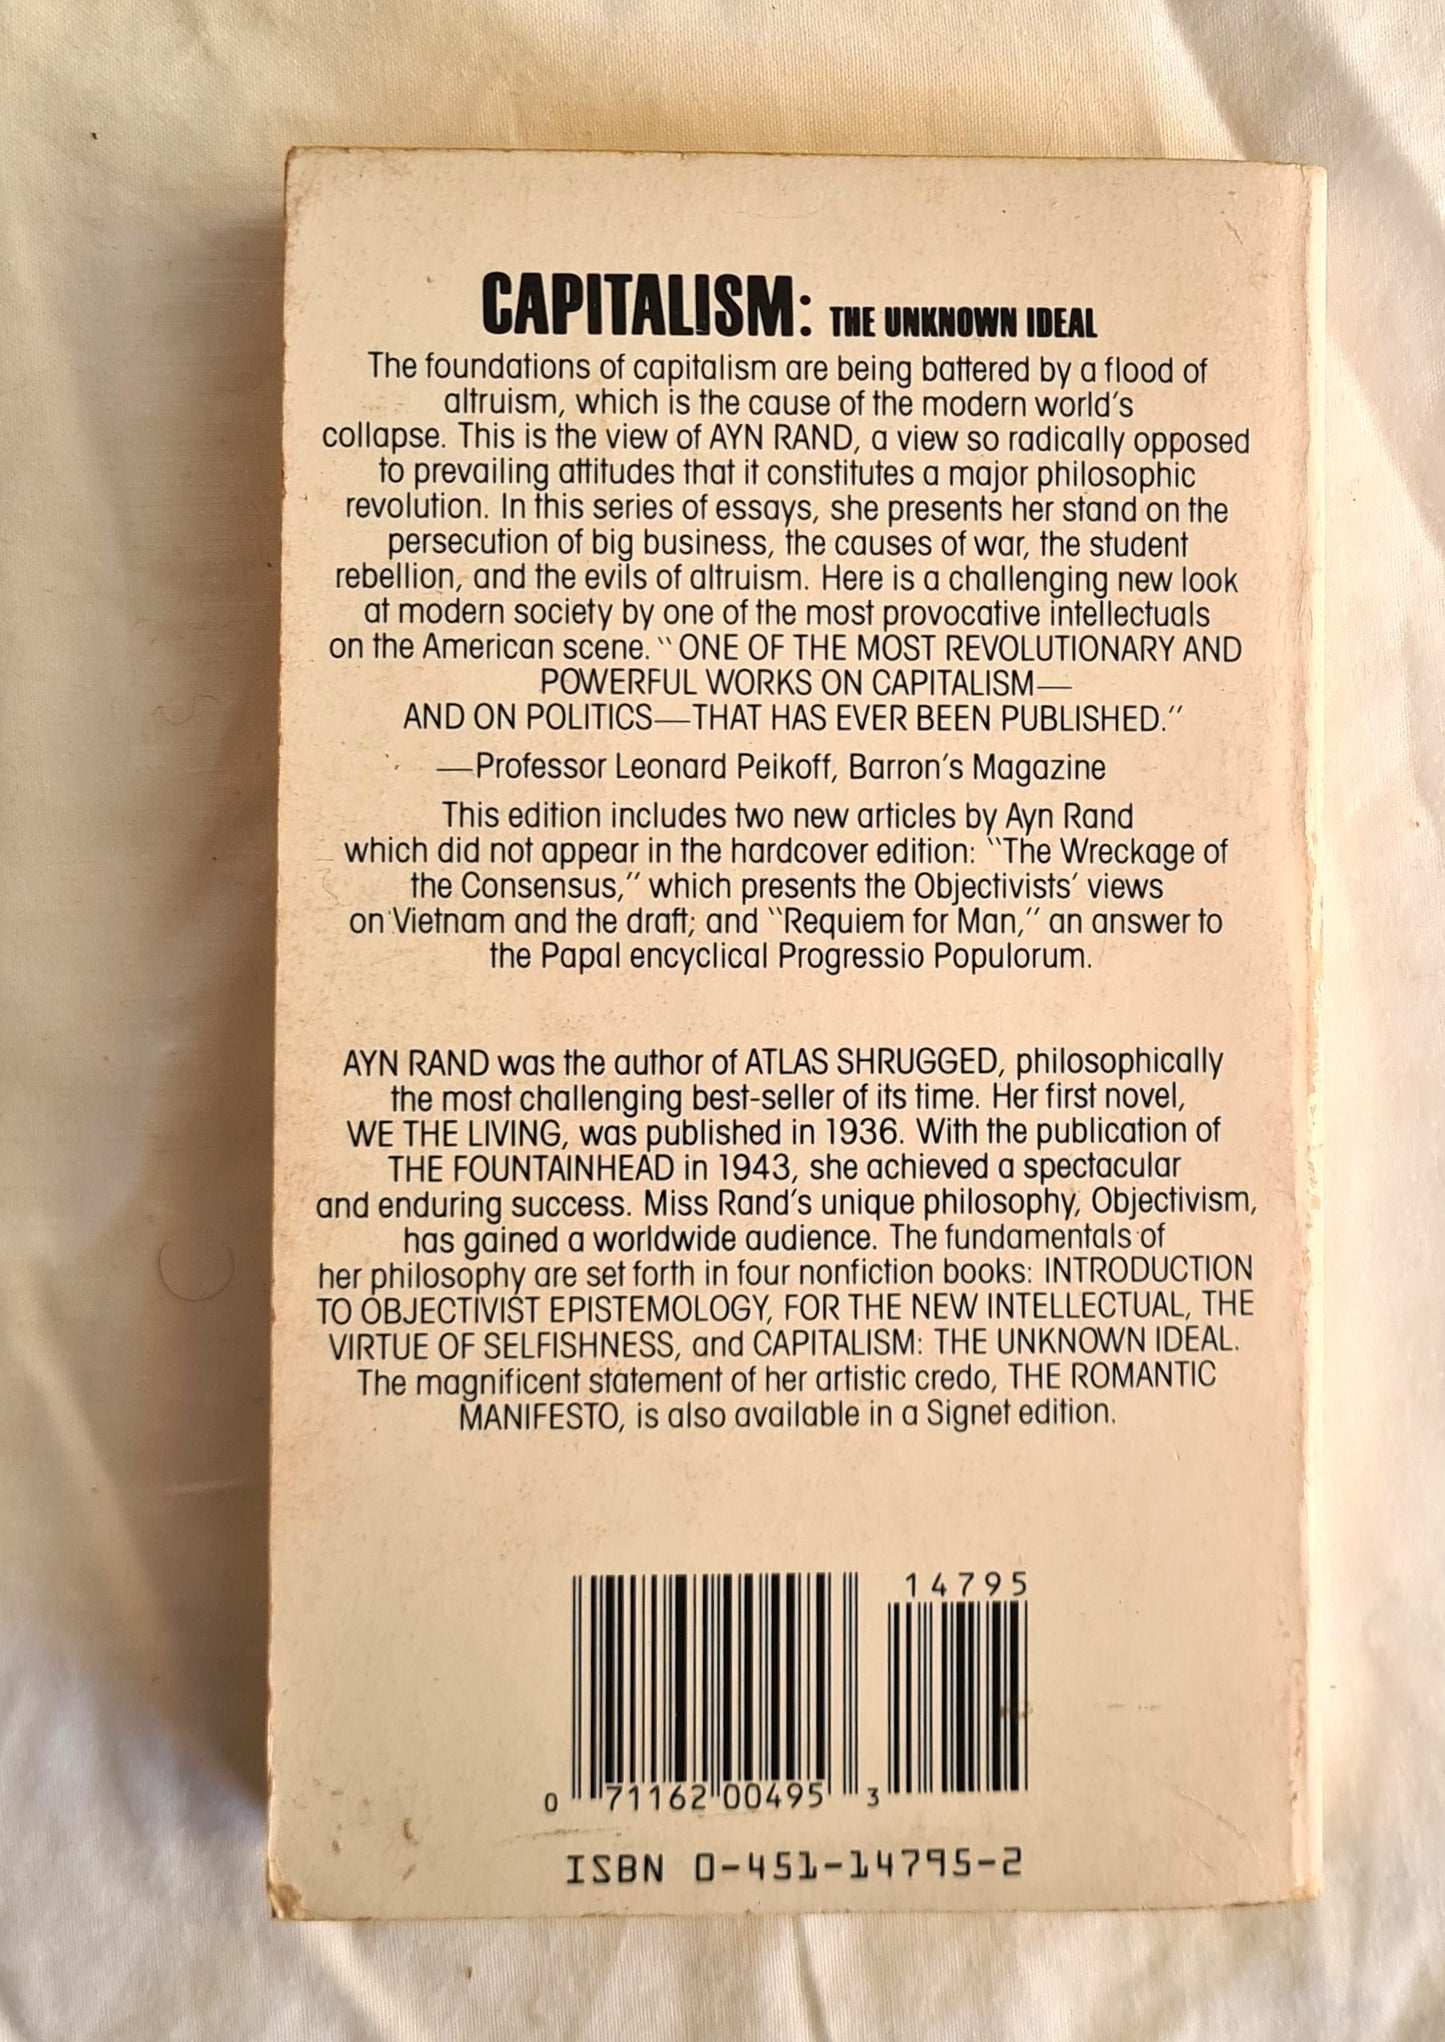 CAPITALISM: THE UNKNOWN IDEAL
The foundations of capitalism are being battered by a flood of
altruism, which is the cause of the modern world's
collapse. This is the view of AYN RAND, a view so radically opposed
to prevailing attitudes that it constitutes a major philosophic
revolution. In this series of essays, she presents her stand on the
persecution of big business, the causes of war, the student
rebellion, and the evils of altruism. Here is a challenging new look
at modern society by one of the most provocative intellectuals
on the American scene. "ONE OF THE MOST REVOLUTIONARY AND
POWERFUL WORKS ON CAPITALISM—
AND ON POLITICS—THAT HAS EVER BEEN PUBLISHED."
—Professor Leonard Peikoff, Barron's Magazine
This edition includes two new articles by Ayn Rand
which did not appear in the hardcover edition: "The Wreckage of
the Consensus," which presents the Objectivists' views
on Vietnam and the draft; and "Requiem for Man," an answer to
the Papal encyclical Progressio Populorum.
AYN RAND was the author of ATLAS SHRUGGED, philosophically
the most challenging best-seller of its time. Her first novel,
WE THE LIVING, was published in 1936. With the publication of
THE FOUNTAINHEAD in 1943, she achieved a spectacular
and enduring success. Miss Rand's unique philosophy, Objectivism,
has gained a worldwide audience. The fundamentals of
her philosophy are set forth in four nonfiction books: INTRODUCTION
TO OBJECTIVIST EPISTEMOLOGY, FOR THE NEW INTELLECTUAL, THE
VIRTUE OF SELFISHNESS, and CAPITALISM: THE UNKNOWN IDEAL.
The magnificent statement of her artistic credo, THE ROMANTIC
MANIFESTO, is also available in a Signet edition.
14795
0 71162 00495 3
ISBN 0-451-14795-2